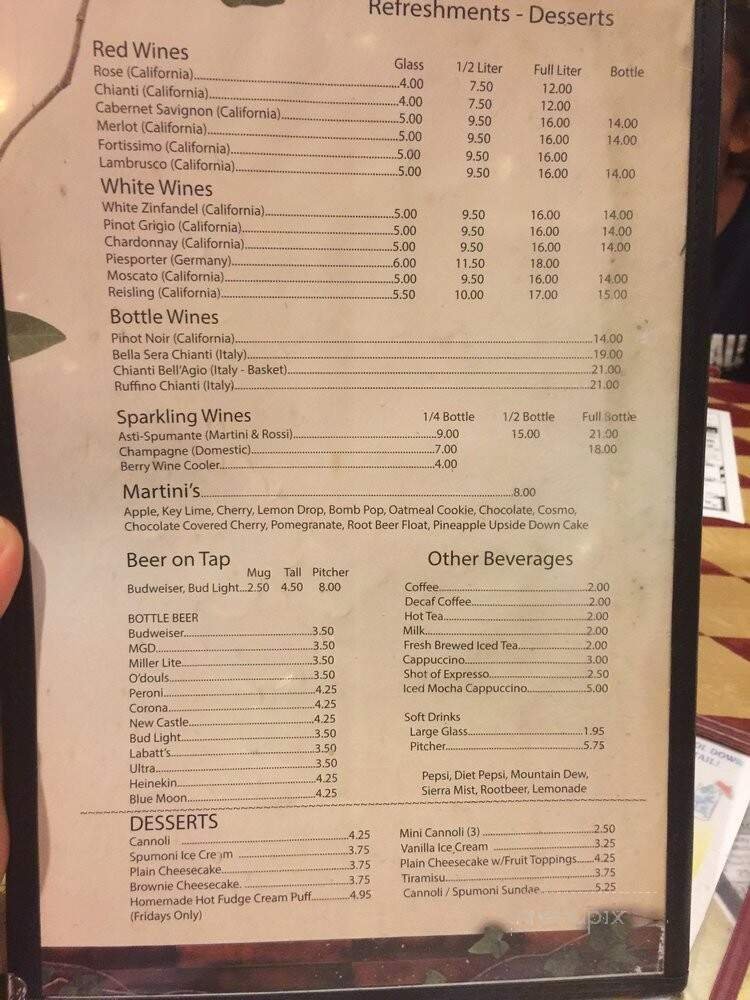 Refreshments - Desserts
Red Wines Glass 1/2 Liter Full Liter Bottle
Rose (California)....4.00 7.50 12.00
Chianti (California)....4.00 7.50 12.00
Cabernet Savignon (California)....5.00 9.50 16.00 14.00
Merlot (California)....5.00 9.50 16.00 14.00
Fortissimo (California)....5.00 9.50 16.00
Lambrusco (California)....5.00 9.50 16.00 14.00
White Wines
White Zinfandel (California)....5.00 9.50 16.00 14.00
Pinot Grigio (California)....5.00 9.50 16.00 14.00
Chardonnay (California)....5.00 9.50 16.00 14.00
Piesporter (Germany)....6.00 11.50 18.00
Moscato (California)....5.00 9.50 16.00 14.00
Reisling (California)....5.50 10.00 17.00 15.00
Bottle Wines
Pinot Noir (California)....14.00
Bella Sera Chianti (Italy)....19.00
Chianti Bell'Agio (Italy - Basket)....21.00
Ruffino Chianti (Italy)....21.00
Sparkling Wines 1/4 Bottle 1/2 Bottle Full Bottle
Asti-Spumante (Martini & Rossi)....9.00 15.00 21.00
Champagne (Domestic)....7.00 18.00
Berry Wine Cooler....4.00
Martini's....8.00
Apple, Key Lime, Cherry, Lemon Drop, Bomb Pop, Oatmeal Cookie, Chocolate, Cosmo,
Chocolate Covered Cherry, Pomegranate, Root Beer Float, Pineapple Upside Down Cake
Beer on Tap
Mug Tall Pitcher
Budweiser, Bud Light...2.50 4.50 8.00
BOTTLE BEER
Budweiser....3.50
MGD....3.50
Miller Lite....3.50
O'douls....3.50
Peroni....4.25
Corona....4.25
New Castle....4.25
Bud Light....3.50
Labatt's....3.50
Ultra....3.50
Heinekin....4.25
Blue Moon....4.25
Other Beverages
Coffee....2.00
Decaf Coffee....2.00
Hot Tea....2.00
Milk....2.00
Fresh Brewed Iced Tea....2.00
Cappuccino....3.00
Shot of Espresso....2.50
Iced Mocha Cappuccino....5.00
Soft Drinks
Large Glass....1.95
Pitcher....5.75
Pepsi, Diet Pepsi, Mountain Dew,
Sierra Mist, Rootbeer, Lemonade
DESSERTS
Cannoli ....4.25
Spumoni Ice Cream ....3.75
Plain Cheesecake....3.75
Brownie Cheesecake. ....3.75
Homemade Hot Fudge Cream Puff....4.95
(Fridays Only)
Mini Cannoli (3) ....2.50
Vanilla Ice Cream ....3.25
Plain Cheesecake w/Fruit Toppings....4.25
Tiramisu....3.75
Cannoli / Spumoni Sundae....5.25